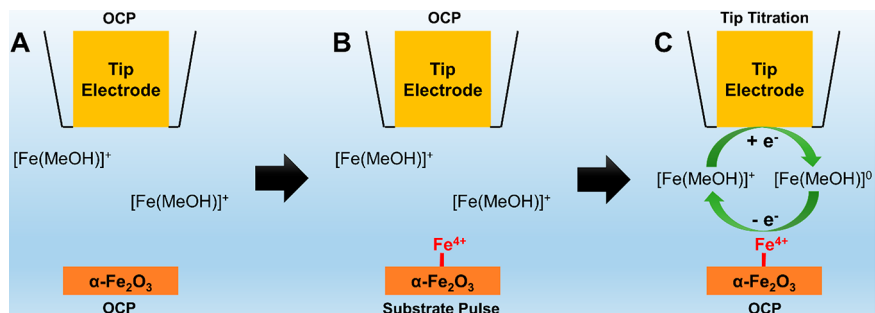 OCP
A
Tip
Electrode
[Fe(MeOH)]⁺
[Fe(MeOH)]⁺
α-Fe₂O₃
OCP
OCP
B
Tip
Electrode
[Fe(MeOH)]⁺
[Fe(MeOH)]⁺
Fe⁴⁺
α-Fe₂O₃
Substrate Pulse
Tip Titration
C
Tip
Electrode
+ e⁻
[Fe(MeOH)]⁺ [Fe(MeOH)]⁰
- e⁻
Fe⁴⁺
α-Fe₂O₃
OCP